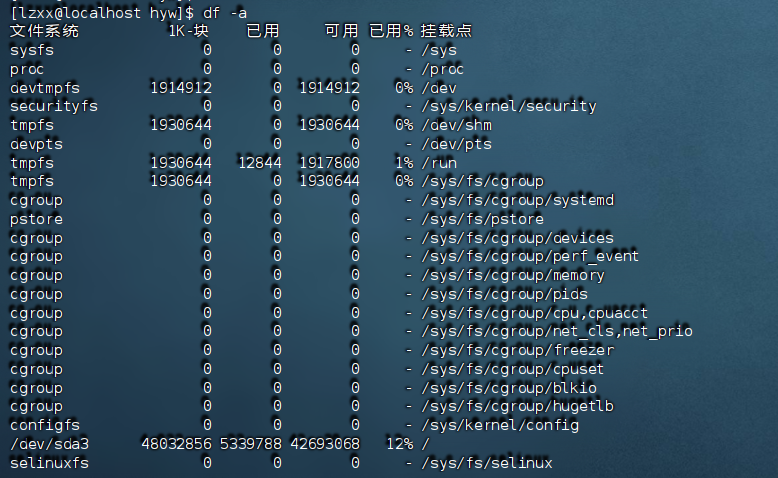 [lzxx@localhost hyw]$ df -a
文件系统 1K-块 已用 可用 已用% 挂载点
sysfs 0 0 0 - /sys
proc 0 0 0 - /proc
devtmpfs 1914912 0 1914912 0% /dev
securityfs 0 0 0 - /sys/kernel/security
tmpfs 1930644 0 1930644 0% /dev/shm
devpts 0 0 0 - /dev/pts
tmpfs 1930644 12844 1917800 1% /run
tmpfs 1930644 0 1930644 0% /sys/fs/cgroup
cgroup 0 0 0 - /sys/fs/cgroup/systemd
pstore 0 0 0 - /sys/fs/pstore
cgroup 0 0 0 - /sys/fs/cgroup/devices
cgroup 0 0 0 - /sys/fs/cgroup/perf_event
cgroup 0 0 0 - /sys/fs/cgroup/memory
cgroup 0 0 0 - /sys/fs/cgroup/pids
cgroup 0 0 0 - /sys/fs/cgroup/cpu,cpuacct
cgroup 0 0 0 - /sys/fs/cgroup/net_cls,net_prio
cgroup 0 0 0 - /sys/fs/cgroup/freezer
cgroup 0 0 0 - /sys/fs/cgroup/cpuset
cgroup 0 0 0 - /sys/fs/cgroup/blkio
cgroup 0 0 0 - /sys/fs/cgroup/hugetlb
configfs 0 0 0 - /sys/kernel/config
/dev/sda3 48032856 5339788 42693068 12% /
selinuxfs 0 0 0 - /sys/fs/selinux